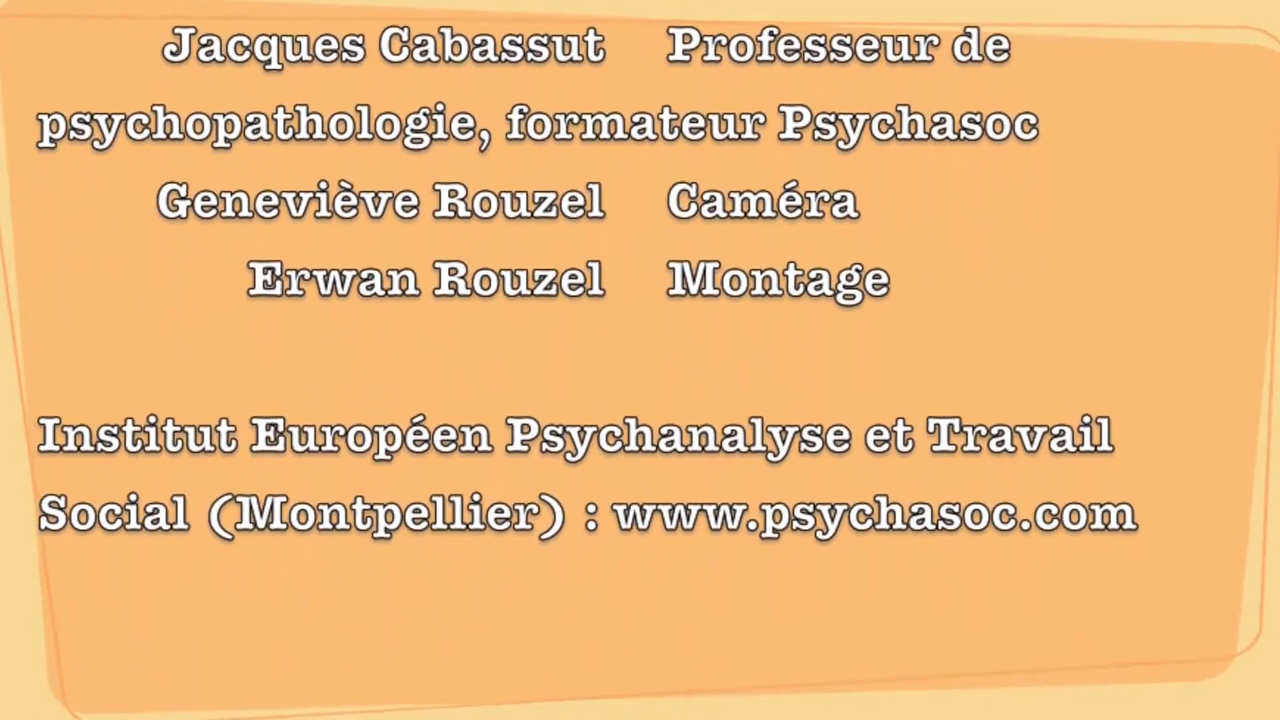 Jacques Cabassut Professeur de
psychopathologie, formateur Psychasoc
Geneviève Rouzel Caméra
Erwan Rouzel Montage
Institut Européen Psychanalyse et Travail
Social (Montpellier) : www.psychasoc.com